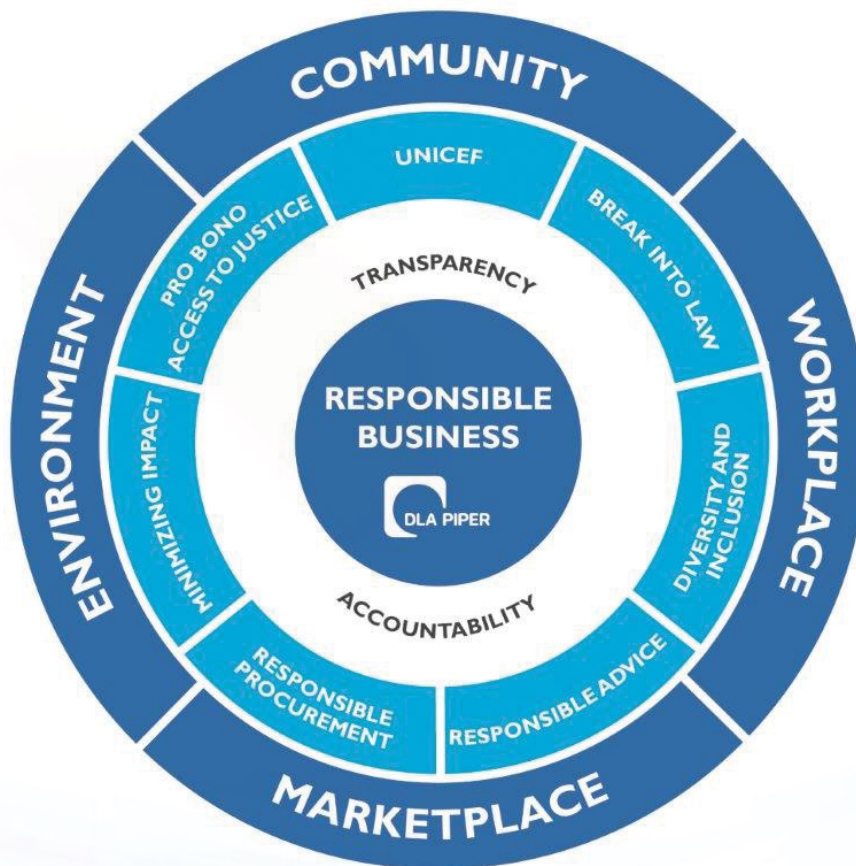 COMMUNITY
UNICEF
PRO BONO
ACCESS TO JUSTICE
BREAK INTO LAW
TRANSPARENCY
ENVIRONMENT
WORKPLACE
RESPONSIBLE
BUSINESS
DLA PIPER
MINIMIZING IMPACT
DIVERSITY AND
INCLUSION
ACCOUNTABILITY
RESPONSIBLE
PROCUREMENT
RESPONSIBLE ADVICE
MARKETPLACE